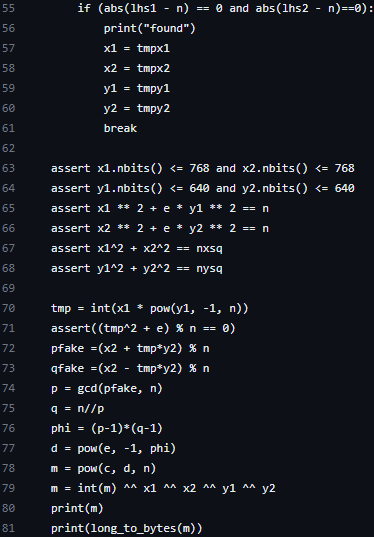 55 if (abs(lhs1 - n) == 0 and abs(lhs2 - n)==0):
56 print("found")
57 x1 = tmpx1
58 x2 = tmpx2
59 y1 = tmpy1
60 y2 = tmpy2
61 break
62
63 assert x1.nbits() <= 768 and x2.nbits() <= 768
64 assert y1.nbits() <= 640 and y2.nbits() <= 640
65 assert x1 ** 2 + e * y1 ** 2 == n
66 assert x2 ** 2 + e * y2 ** 2 == n
67 assert x1^2 + x2^2 == nxsq
68 assert y1^2 + y2^2 == nysq
69
70 tmp = int(x1 * pow(y1, -1, n))
71 assert((tmp^2 + e) % n == 0)
72 pfake =(x2 + tmp*y2) % n
73 qfake =(x2 - tmp*y2) % n
74 p = gcd(pfake, n)
75 q = n//p
76 phi = (p-1)*(q-1)
77 d = pow(e, -1, phi)
78 m = pow(c, d, n)
79 m = int(m) ^^ x1 ^^ x2 ^^ y1 ^^ y2
80 print(m)
81 print(long_to_bytes(m))